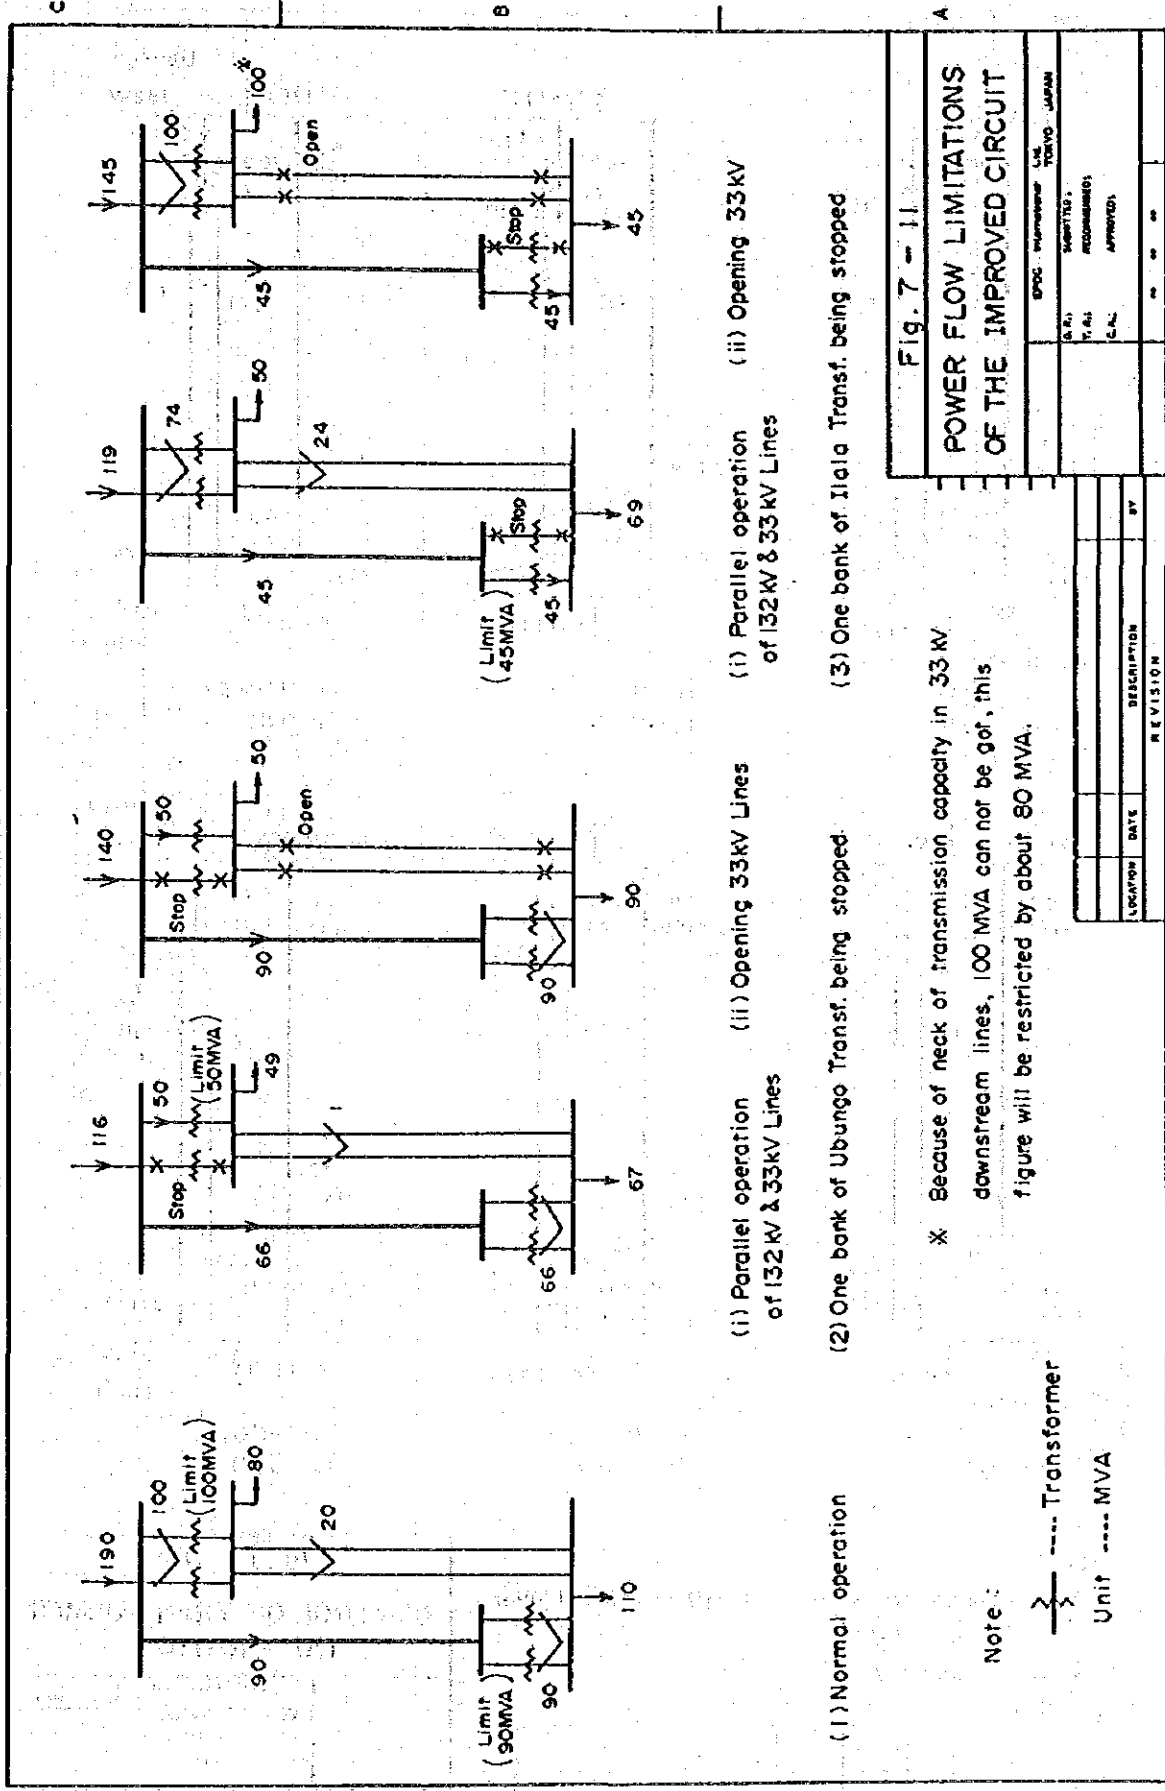 C
B
A
190
100
(Limit 100MVA)
80
20
90
(Limit 90MVA)
90
110
(1) Normal operation
116
Stop
50
(Limit 50MVA)
49
1
66
66
67
(i) Parallel operation
of 132 kV & 33 kV Lines
140
Stop
50
50
Open
90
90
90
(ii) Opening 33 kV Lines
(2) One bank of Ubungo Transf. being stopped
119
74
50
24
45
(Limit 45MVA)
45
Stop
69
(i) Parallel operation
of 132 kV & 33 kV Lines
145
100
100*
Open
45
45
Stop
45
(ii) Opening 33 kV
(3) One bank of Ilala Transf. being stopped
Note :
---- Transformer
Unit ---- MVA
※ Because of neck of transmission capacity in 33 kV
downstream lines, 100 MVA can not be got, this
figure will be restricted by about 80 MVA.
Fig. 7 - 11
POWER FLOW LIMITATIONS
OF THE IMPROVED CIRCUIT
EPDC International Ltd.
TOKYO JAPAN
SUBMITTED:
RECOMMENDED:
APPROVED:
LOCATION DATE DESCRIPTION BY
REVISION